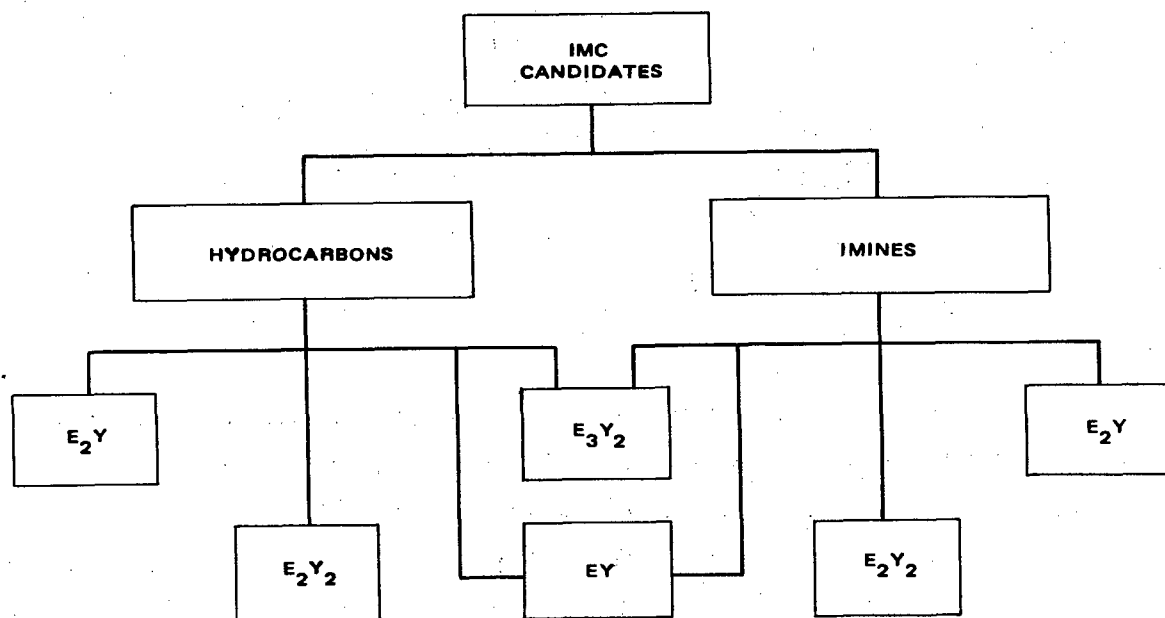 IMC
CANDIDATES
HYDROCARBONS
IMINES
E₂Y
E₃Y₂
E₂Y
E₂Y₂
EY
E₂Y₂